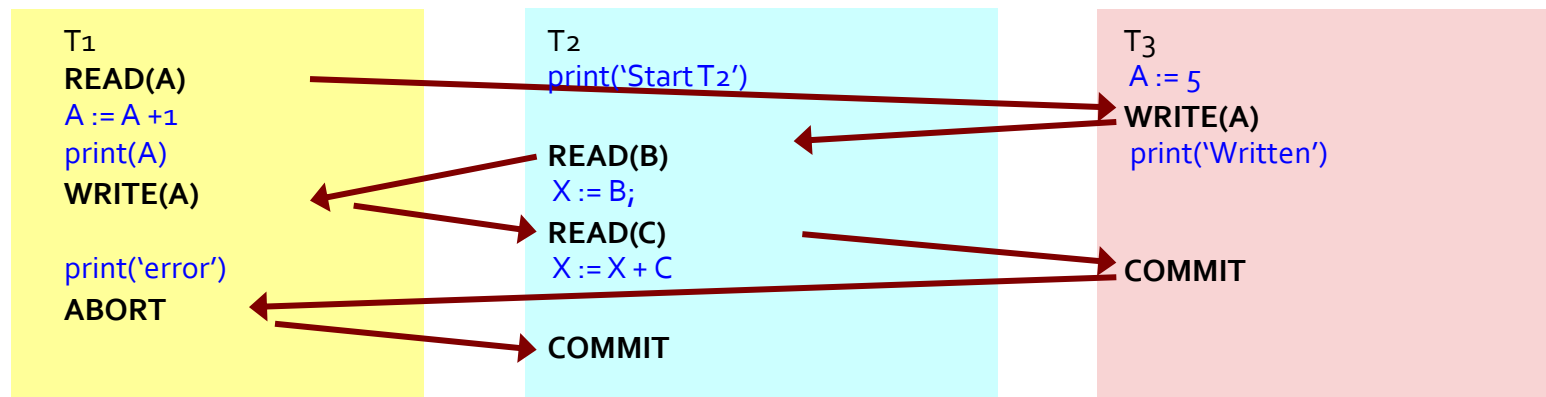 T1
READ(A)
A := A +1
print(A)
WRITE(A)
print(‘error’)
ABORT
T2
print(‘Start T2’)
READ(B)
X := B;
READ(C)
X := X + C
COMMIT
T3
A := 5
WRITE(A)
print(‘Written’)
COMMIT